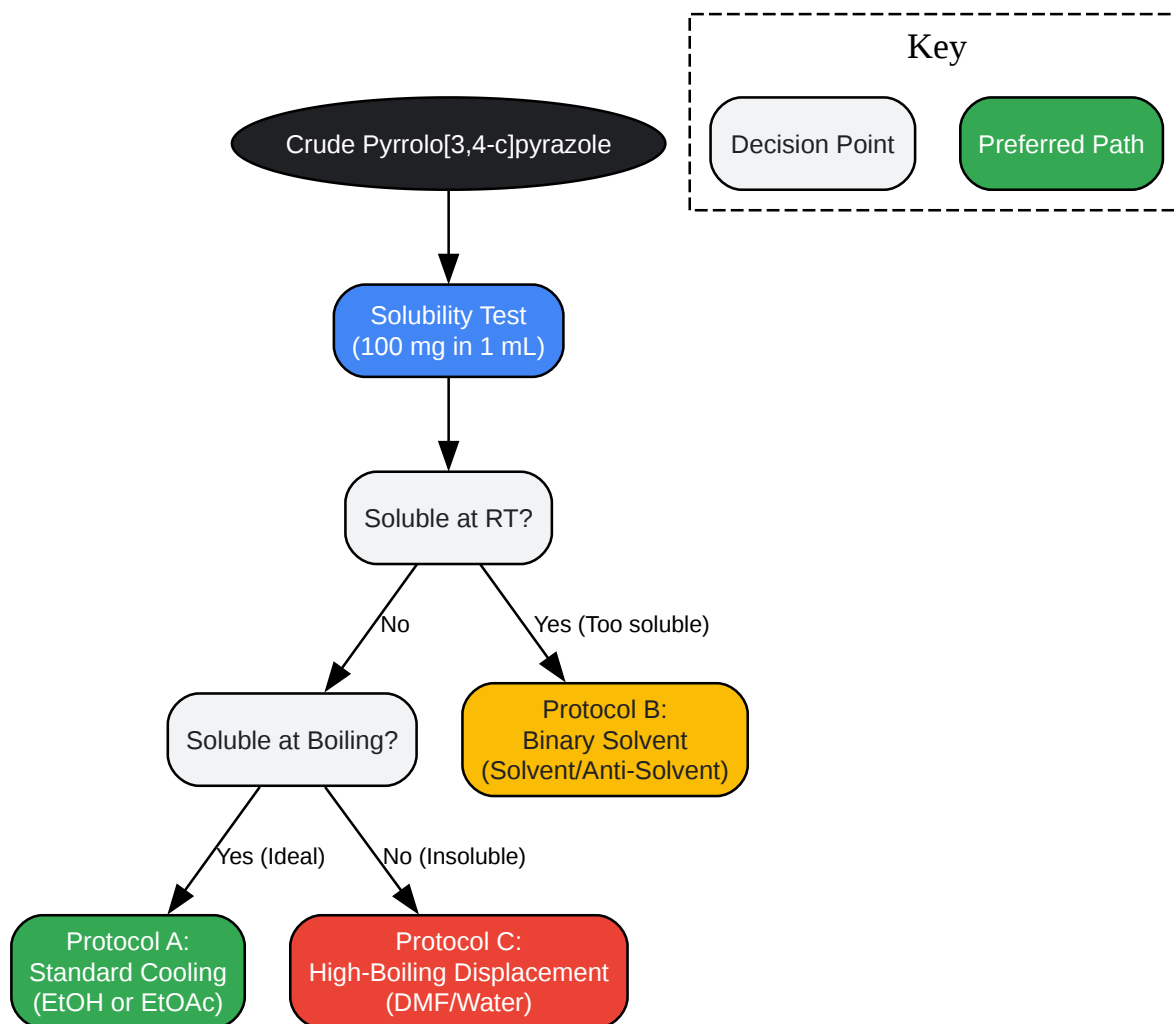 Key
Decision Point
Preferred Path
Crude Pyrrolo[3,4-c]pyrazole
Solubility Test
(100 mg in 1 mL)
Soluble at RT?
No
Yes (Too soluble)
Soluble at Boiling?
Protocol B:
Binary Solvent
(Solvent/Anti-Solvent)
Yes (Ideal)
No (Insoluble)
Protocol A:
Standard Cooling
(EtOH or EtOAc)
Protocol C:
High-Boiling Displacement
(DMF/Water)